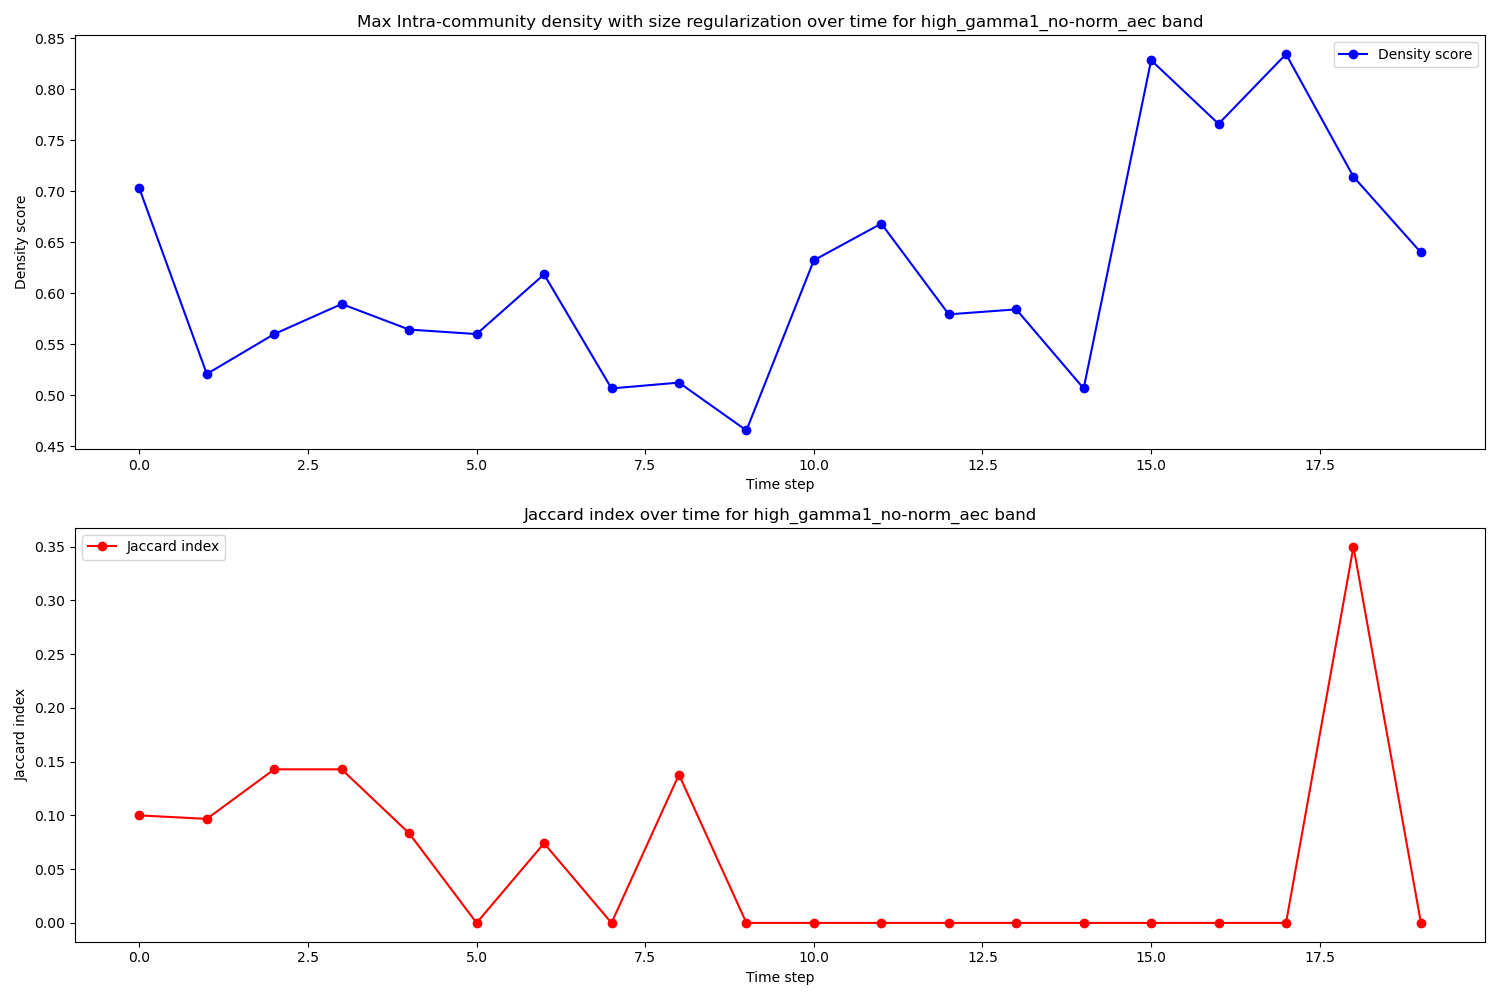 Max Intra-community density with size regularization over time for high_gamma1_no-norm_aec band
Density score
0.85
0.80
0.75
0.70
0.65
0.60
0.55
0.50
0.45
Density score
0.0 2.5 5.0 7.5 10.0 12.5 15.0 17.5
Time step
Jaccard index over time for high_gamma1_no-norm_aec band
Jaccard index
0.35
0.30
0.25
0.20
0.15
0.10
0.05
0.00
Jaccard index
0.0 2.5 5.0 7.5 10.0 12.5 15.0 17.5
Time step